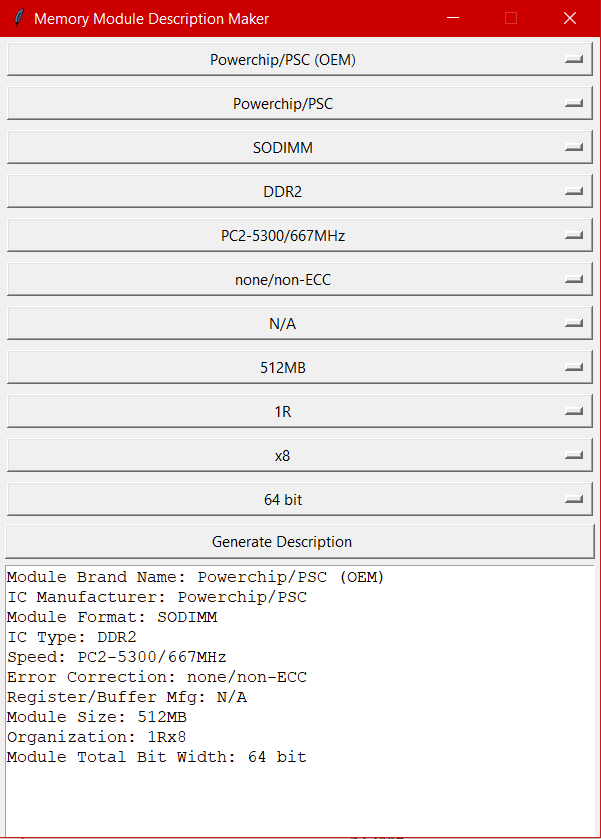 Memory Module Description Maker
Powerchip/PSC (OEM)
Powerchip/PSC
SODIMM
DDR2
PC2-5300/667MHz
none/non-ECC
N/A
512MB
1R
x8
64 bit
Generate Description
Module Brand Name: Powerchip/PSC (OEM)
IC Manufacturer: Powerchip/PSC
Module Format: SODIMM
IC Type: DDR2
Speed: PC2-5300/667MHz
Error Correction: none/non-ECC
Register/Buffer Mfg: N/A
Module Size: 512MB
Organization: 1Rx8
Module Total Bit Width: 64 bit